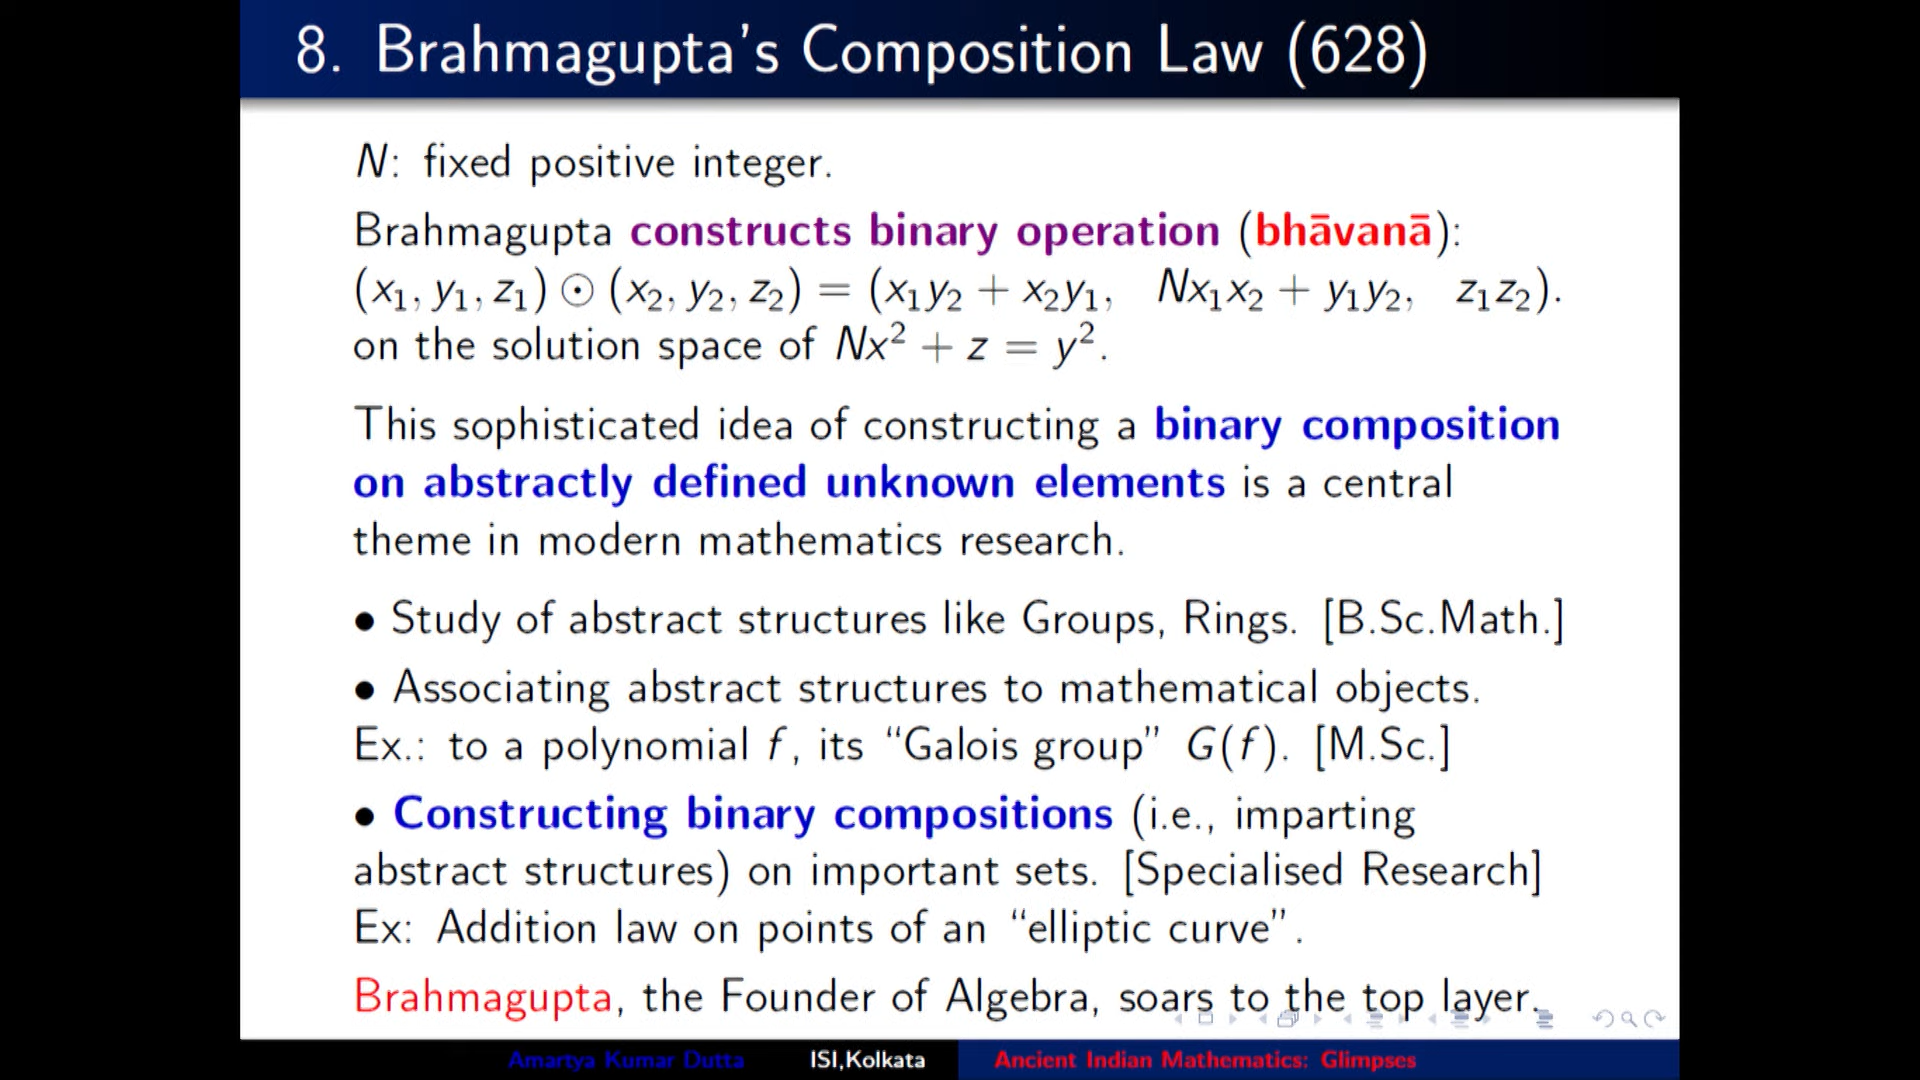 8. Brahmagupta's Composition Law (628)
N: fixed positive integer.
Brahmagupta constructs binary operation (bhāvanā):
(x₁, y₁, z₁) ⊙ (x₂, y₂, z₂) = (x₁y₂ + x₂y₁, Nx₁x₂ + y₁y₂, z₁z₂).
on the solution space of Nx² + z = y².
This sophisticated idea of constructing a binary composition
on abstractly defined unknown elements is a central
theme in modern mathematics research.
• Study of abstract structures like Groups, Rings. [B.Sc.Math.]
• Associating abstract structures to mathematical objects.
Ex.: to a polynomial f, its “Galois group” G(f). [M.Sc.]
• Constructing binary compositions (i.e., imparting
abstract structures) on important sets. [Specialised Research]
Ex: Addition law on points of an “elliptic curve”.
Brahmagupta, the Founder of Algebra, soars to the top layer.
Amartya Kumar Dutta ISI,Kolkata Ancient Indian Mathematics: Glimpses